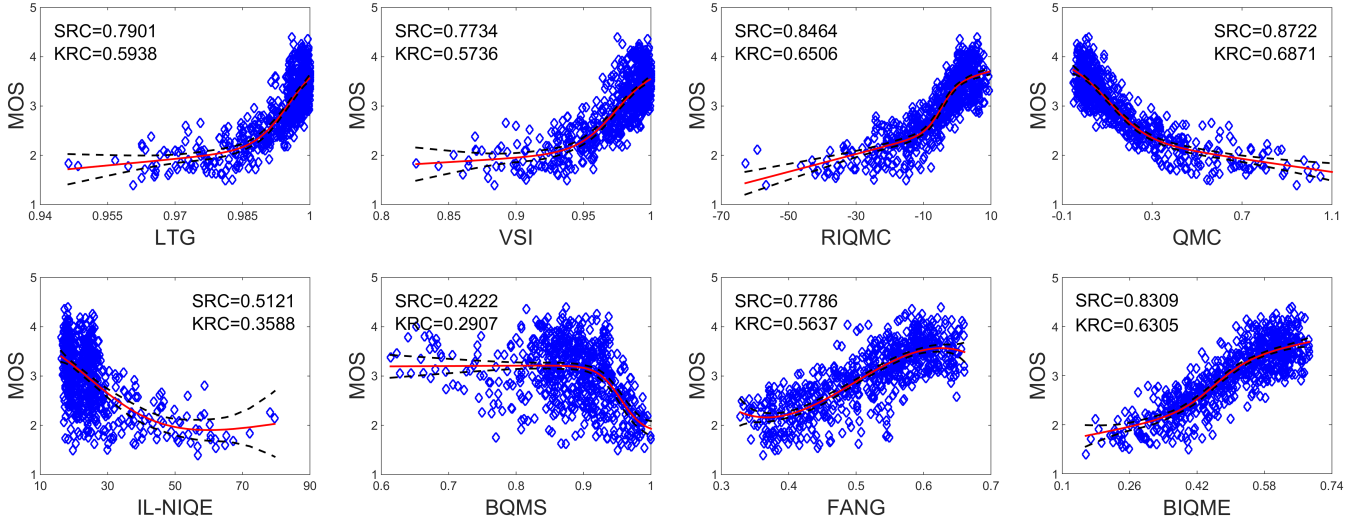 SRC=0.7901
KRC=0.5938
MOS
5
4
3
2
1
0.94 0.955 0.97 0.985 1
LTG
SRC=0.7734
KRC=0.5736
MOS
5
4
3
2
1
0.8 0.85 0.9 0.95 1
VSI
SRC=0.8464
KRC=0.6506
MOS
5
4
3
2
1
-70 -50 -30 -10 10
RIQMC
SRC=0.8722
KRC=0.6871
MOS
5
4
3
2
1
-0.1 0.3 0.7 1.1
QMC
SRC=0.5121
KRC=0.3588
MOS
5
4
3
2
1
10 30 50 70 90
IL-NIQE
SRC=0.4222
KRC=0.2907
MOS
5
4
3
2
1
0.6 0.7 0.8 0.9 1
BQMS
SRC=0.7786
KRC=0.5637
MOS
5
4
3
2
1
0.3 0.4 0.5 0.6 0.7
FANG
SRC=0.8309
KRC=0.6305
MOS
5
4
3
2
1
0.1 0.26 0.42 0.58 0.74
BIQME